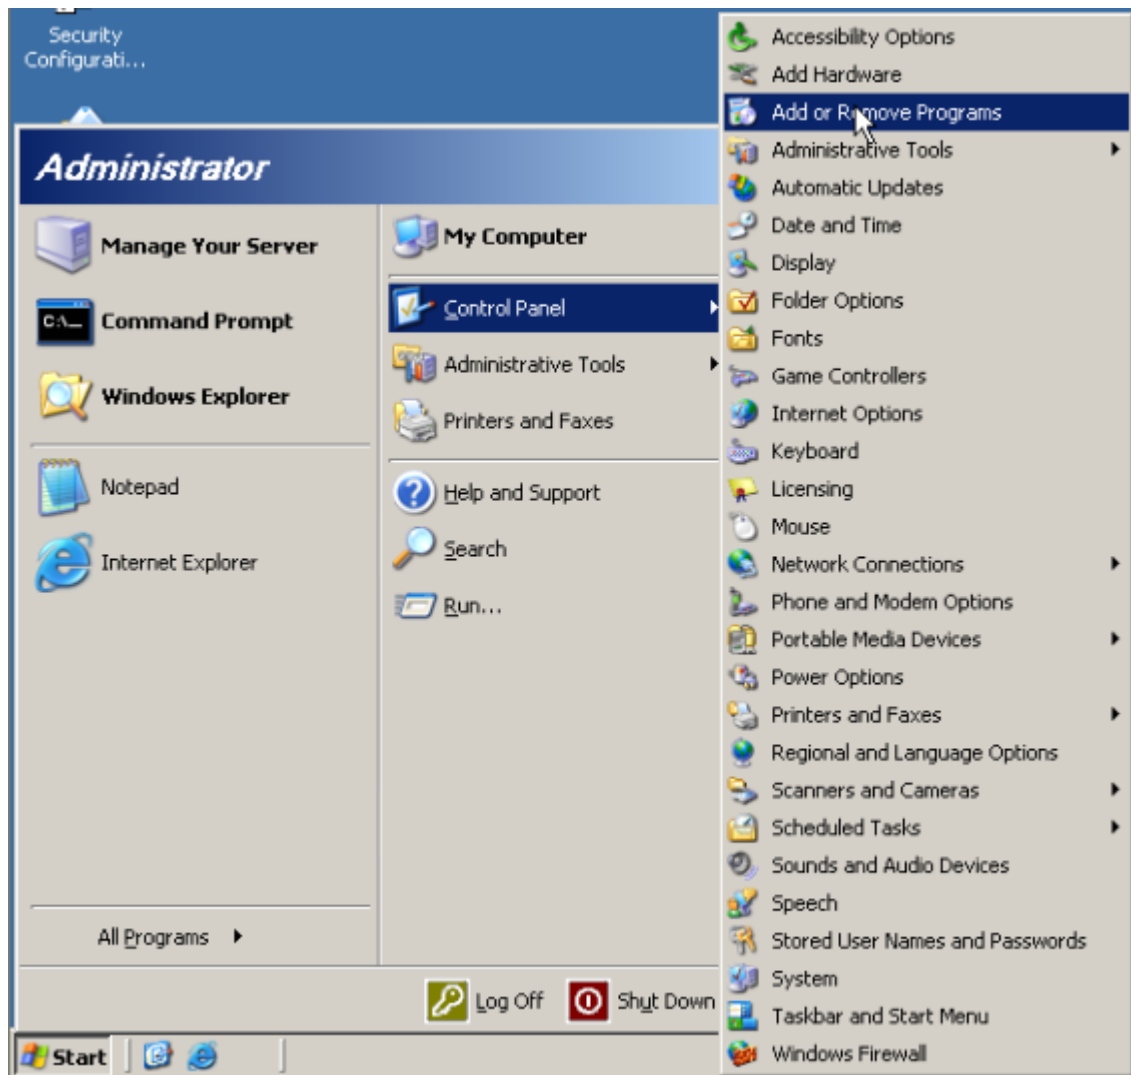 Security
Configurati...
Administrator
Manage Your Server
C:\_
Command Prompt
Windows Explorer
Notepad
Internet Explorer
All Programs
My Computer
Control Panel
Administrative Tools
Printers and Faxes
Help and Support
Search
Run...
Log Off
Shut Down
Start
Accessibility Options
Add Hardware
Add or Remove Programs
Administrative Tools
Automatic Updates
Date and Time
Display
Folder Options
Fonts
Game Controllers
Internet Options
Keyboard
Licensing
Mouse
Network Connections
Phone and Modem Options
Portable Media Devices
Power Options
Printers and Faxes
Regional and Language Options
Scanners and Cameras
Scheduled Tasks
Sounds and Audio Devices
Speech
Stored User Names and Passwords
System
Taskbar and Start Menu
Windows Firewall